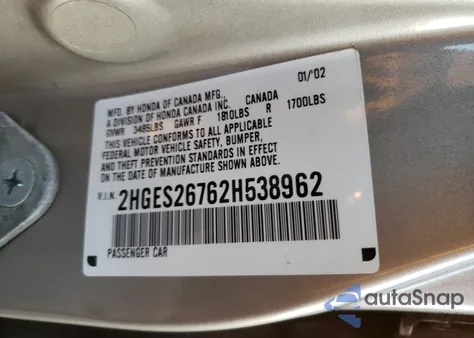 01/02
MFD. BY HONDA OF CANADA MFG.,
A DIVISION OF HONDA CANADA INC. CANADA
GVWR 3485LBS GAWR F 1810LBS R 1700LBS
THIS VEHICLE CONFORMS TO ALL APPLICABLE
FEDERAL MOTOR VEHICLE SAFETY, BUMPER,
AND THEFT PREVENTION STANDARDS IN EFFECT
ON THE DATE OF MANUFACTURE SHOWN ABOVE.
V.I.N. 2HGES26762H538962
PASSENGER CAR
autoSnap